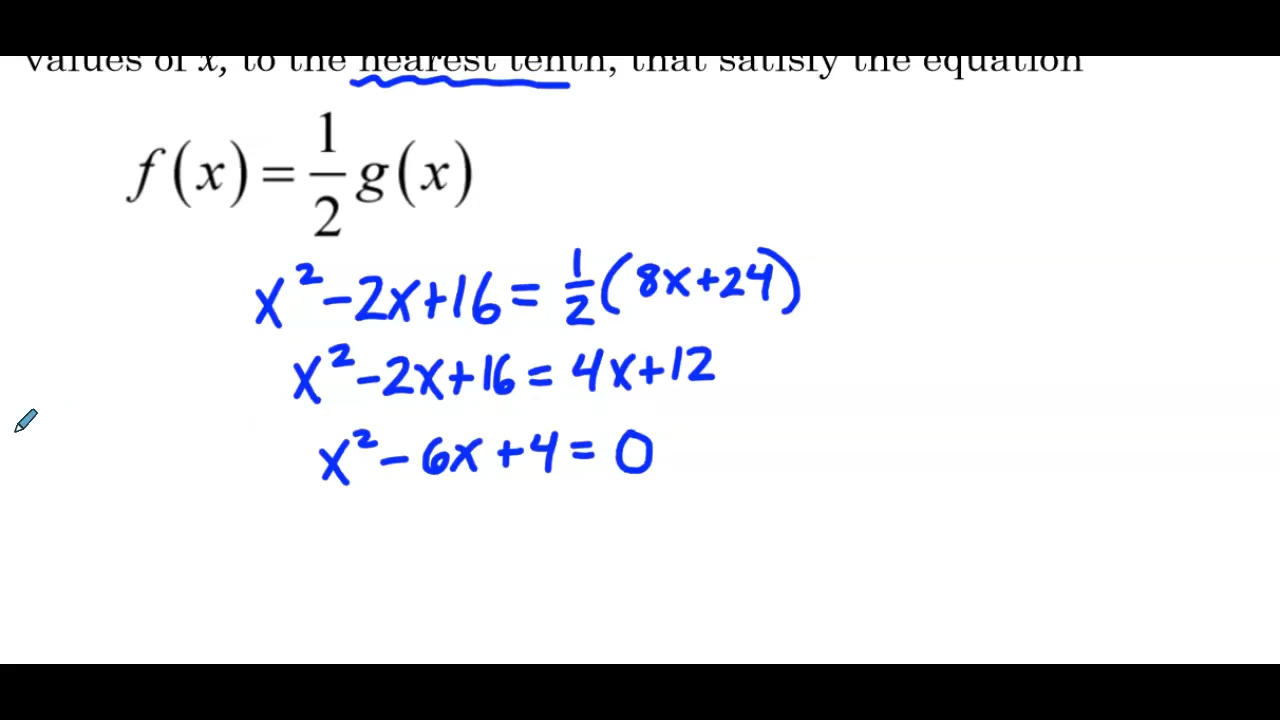 values of x, to the nearest tenth, that satisfy the equation
f(x) = 1/2 g(x)
x² - 2x + 16 = 1/2 (8x + 24)
x² - 2x + 16 = 4x + 12
x² - 6x + 4 = 0